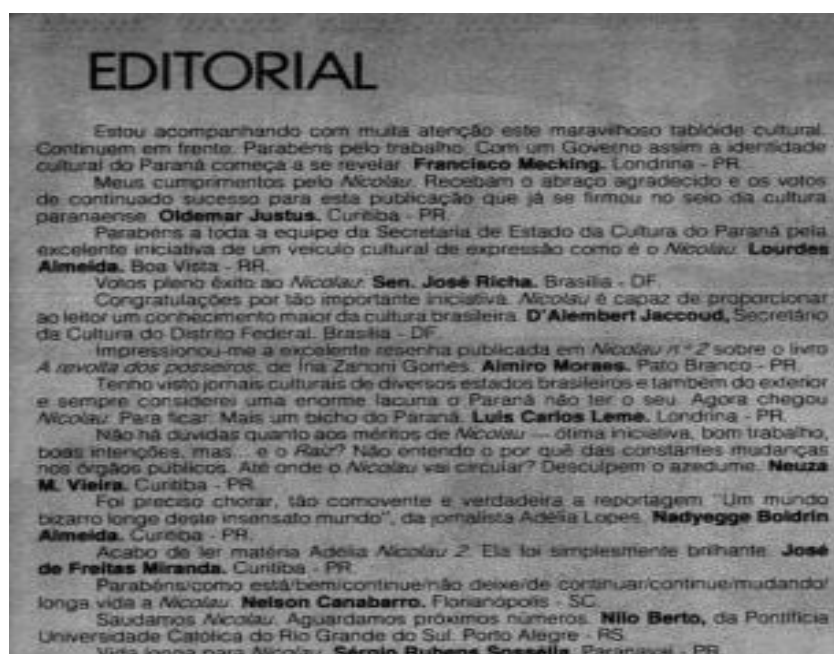 EDITORIAL
Estou acompanhando com muita atenção este maravilhoso tablóide cultural.
Continuem em frente. Parabéns pelo trabalho. Com um Governo assim a identidade
cultural do Paraná começa a se revelar. Francisco Mecking. Londrina - PR.
Meus cumprimentos pelo Nicolau. Recebam o abraço agradecido e os votos
de continuado sucesso para esta publicação que já se firmou no seio da cultura
paranaense. Oldemar Justus. Curitiba - PR.
Parabéns a toda a equipe da Secretaria de Estado da Cultura do Paraná pela
excelente iniciativa de um veículo cultural de expressão como é o Nicolau. Lourdes
Almeida. Boa Vista - RR.
Votos pleno êxito ao Nicolau. Sen. José Richa. Brasília - DF.
Congratulações por tão importante iniciativa. Nicolau é capaz de proporcionar
ao leitor um conhecimento maior da cultura brasileira. D'Alembert Jaccoud, Secretário
da Cultura do Distrito Federal. Brasília - DF.
Impressionou-me a excelente resenha publicada em Nicolau nº 2 sobre o livro
A revolta dos posseiros, de Iria Zanoni Gomes. Almiro Moraes. Pato Branco - PR.
Tenho visto jornais culturais de diversos estados brasileiros e também do exterior
e sempre considerei uma enorme lacuna o Paraná não ter o seu. Agora chegou
Nicolau. Para ficar. Mais um bicho do Paraná. Luis Carlos Leme. Londrina - PR.
Não há dúvidas quanto aos méritos de Nicolau — ótima iniciativa, bom trabalho,
boas intenções, mas... e o Raiz? Não entendo o por quê das constantes mudanças
nos órgãos públicos. Até onde o Nicolau vai circular? Desculpem o azedume. Neuza
M. Vieira. Curitiba - PR.
Foi preciso chorar, tão comovente e verdadeira a reportagem "Um mundo
bizarro longe deste insensato mundo", da jornalista Adélia Lopes. Nadyegge Boldrin
Almeida. Curitiba - PR.
Acabo de ler matéria Adélia Nicolau 2. Ela foi simplesmente brilhante. José
de Freitas Miranda. Curitiba - PR.
Parabéns/como está/bem/continue/não deixe/de continuar/continue/mudando/
longa vida a Nicolau. Nelson Canabarro. Florianópolis - SC.
Saudamos Nicolau. Aguardamos próximos números. Nilo Berto, da Pontifícia
Universidade Católica do Rio Grande do Sul. Porto Alegre - RS.
Vida longa para Nicolau. Sérgio Rubens Sossélla. Paranavaí - PR.